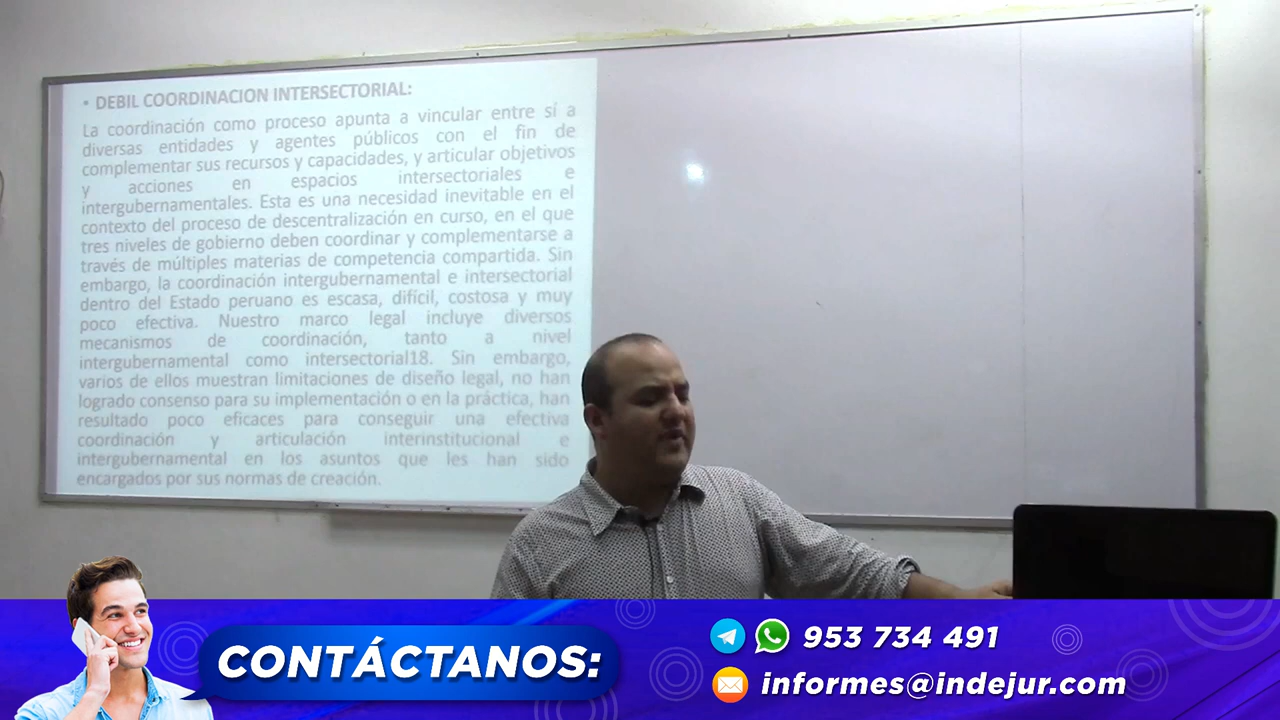 • DEBIL COORDINACION INTERSECTORIAL:
La coordinación como proceso apunta a vincular entre sí a
diversas entidades y agentes públicos con el fin de
complementar sus recursos y capacidades, y articular objetivos
y acciones en espacios intersectoriales e
intergubernamentales. Esta es una necesidad inevitable en el
contexto del proceso de descentralización en curso, en el que
tres niveles de gobierno deben coordinar y complementarse a
través de múltiples materias de competencia compartida. Sin
embargo, la coordinación intergubernamental e intersectorial
dentro del Estado peruano es escasa, difícil, costosa y muy
poco efectiva. Nuestro marco legal incluye diversos
mecanismos de coordinación, tanto a nivel
intergubernamental como intersectorial18. Sin embargo,
varios de ellos muestran limitaciones de diseño legal, no han
logrado consenso para su implementación o en la práctica, han
resultado poco eficaces para conseguir una efectiva
coordinación y articulación interinstitucional e
intergubernamental en los asuntos que les han sido
encargados por sus normas de creación.
CONTÁCTANOS:
953 734 491
informes@indejur.com